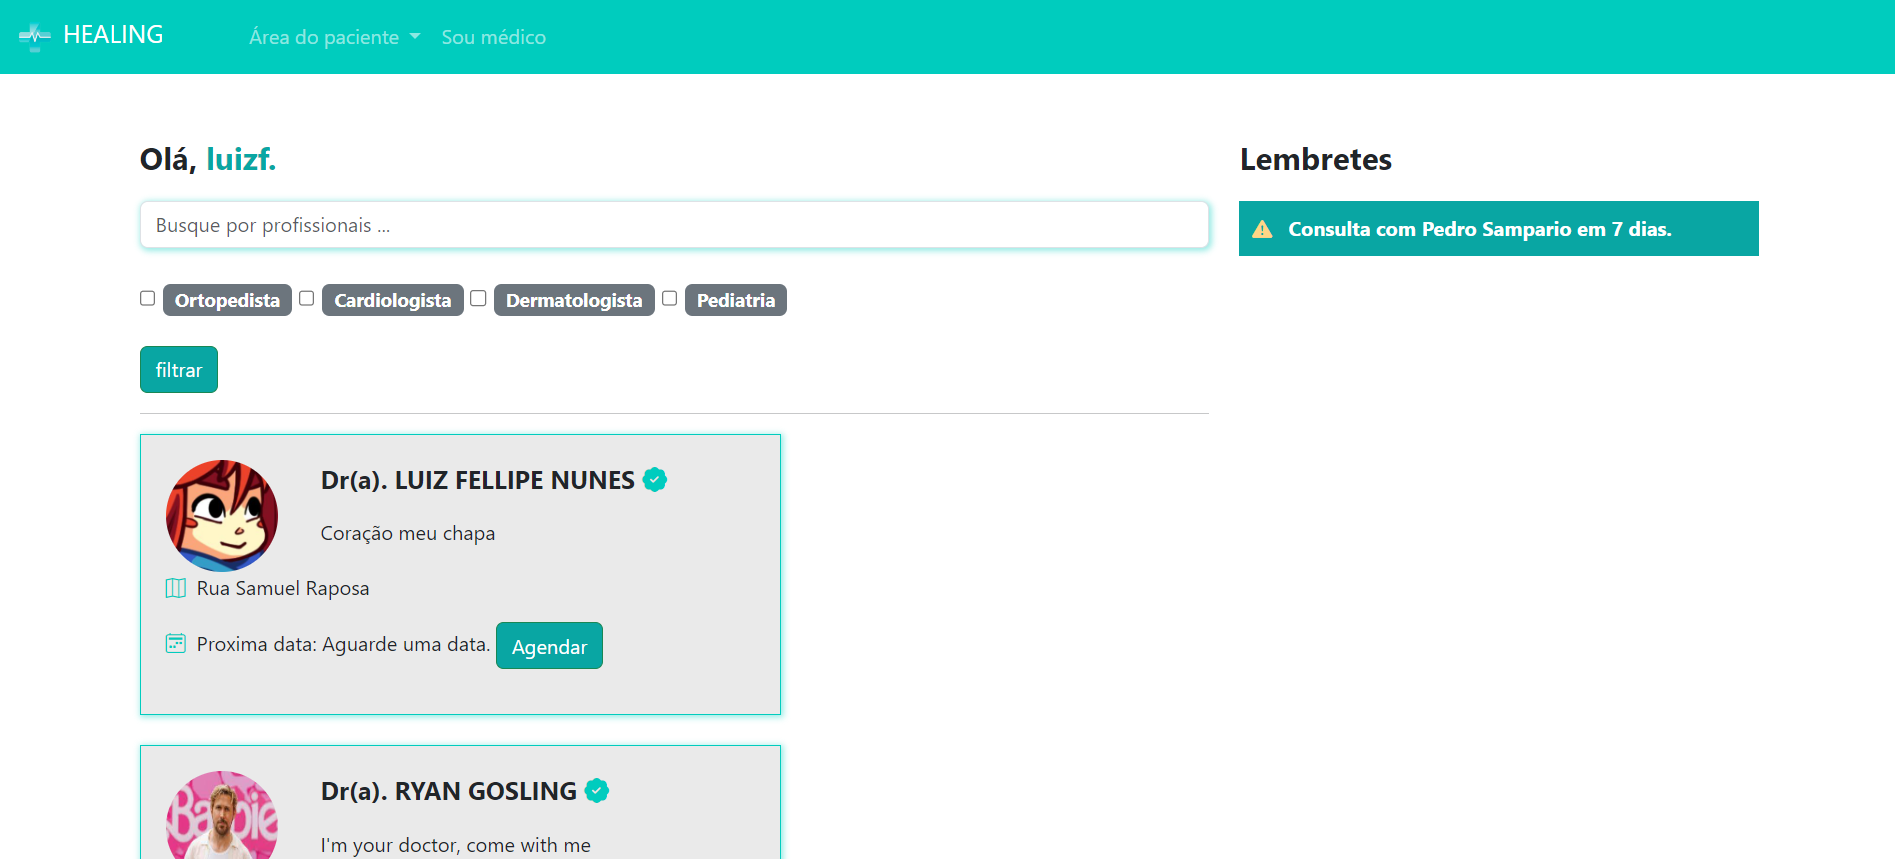 HEALING
Área do paciente
Sou médico
Olá, luizf.
Busque por profissionais ...
Ortopedista
Cardiologista
Dermatologista
Pediatria
filtrar
Dr(a). LUIZ FELLIPE NUNES
Coração meu chapa
Rua Samuel Raposa
Proxima data: Aguarde uma data.
Agendar
Barbie
Dr(a). RYAN GOSLING
I'm your doctor, come with me
Lembretes
Consulta com Pedro Sampario em 7 dias.